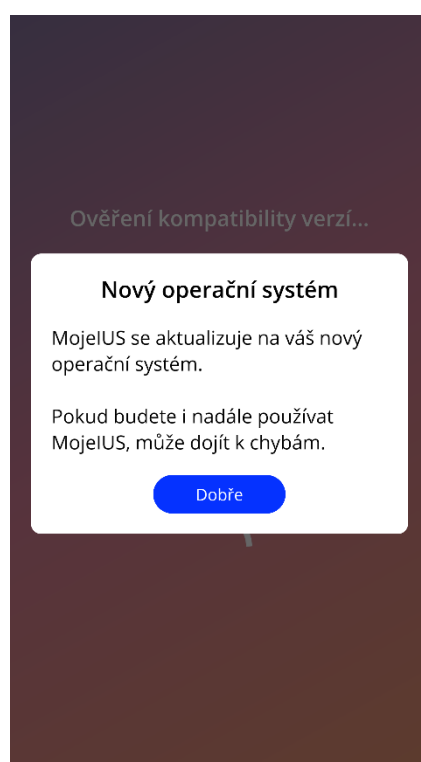 Ověření kompatibility verzí...
Nový operační systém
MojeIUS se aktualizuje na váš nový
operační systém.
Pokud budete i nadále používat
MojeIUS, může dojít k chybám.
Dobře